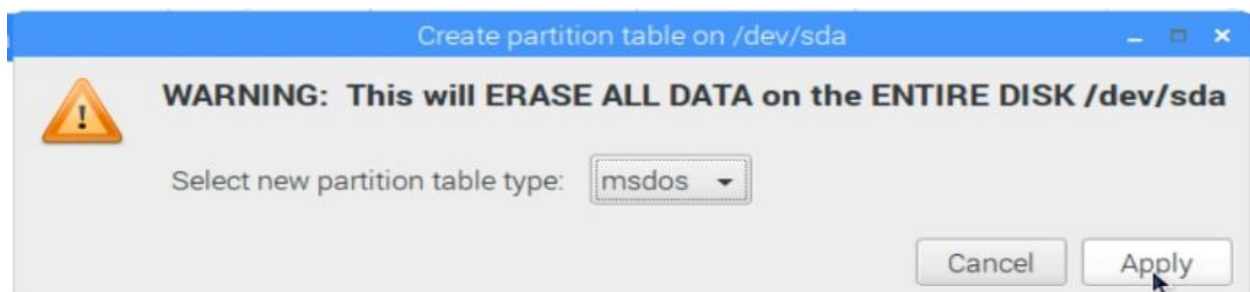 Create partition table on /dev/sda
WARNING: This will ERASE ALL DATA on the ENTIRE DISK /dev/sda
Select new partition table type: msdos
Cancel Apply